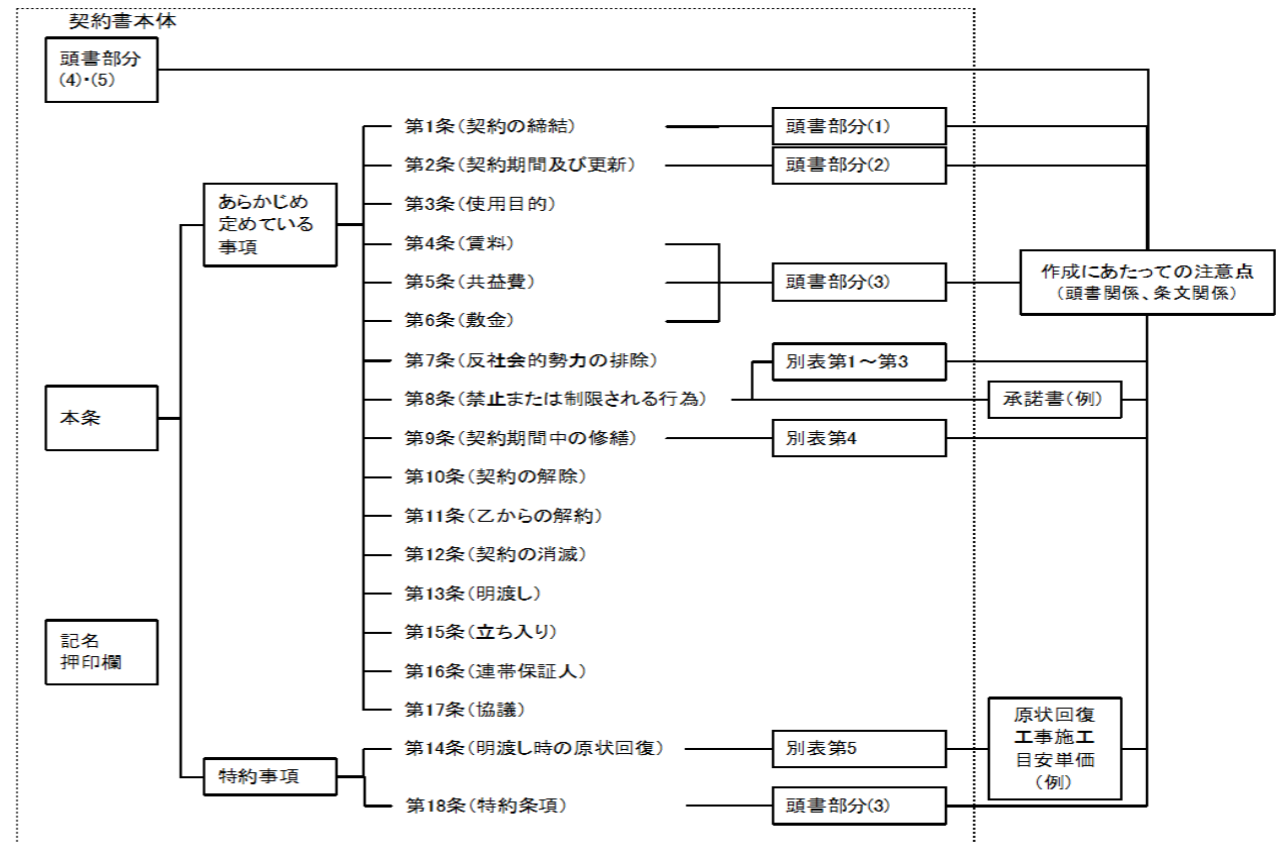 契約書本体
頭書部分
(4)・(5)
第1条(契約の締結)
頭書部分(1)
第2条(契約期間及び更新)
頭書部分(2)
あらかじめ
定めている
事項
第3条(使用目的)
第4条(賃料)
第5条(共益費)
頭書部分(3)
作成にあたっての注意点
(頭書関係、条文関係)
第6条(敷金)
第7条(反社会的勢力の排除)
別表第1~第3
本条
第8条(禁止または制限される行為)
承諾書(例)
第9条(契約期間中の修繕)
別表第4
第10条(契約の解除)
第11条(乙からの解約)
第12条(契約の消滅)
第13条(明渡し)
記名
押印欄
第15条(立ち入り)
第16条(連帯保証人)
第17条(協議)
特約事項
第14条(明渡し時の原状回復)
別表第5
原状回復
工事施工
目安単価
(例)
第18条(特約条項)
頭書部分(3)